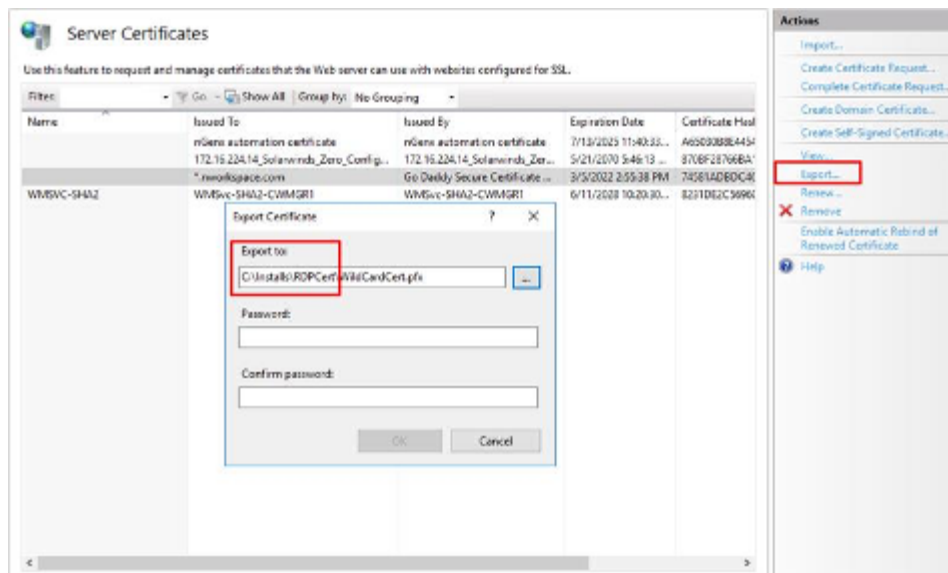 Server Certificates
Use this feature to request and manage certificates that the Web server can use with websites configured for SSL.
Filter: Go Show All Group by: No Grouping
Name Issued To Issued By Expiration Date Certificate Hash
nGenx automation certificate nGenx automation certificate 7/13/2025 11:40:33...
172.16.224.14_Solarwinds_Zero_Config... 172.16.224.14_Solarwinds_Zer... 5/21/2070 5:46:13 ...
*.nworkspace.com Go Daddy Secure Certificate ... 3/5/2022 2:55:38 PM
WMSVC-SHA2 WMSvc-SHA2-CWMGR1 WMSvc-SHA2-CWMGR1 6/11/2028 10:20:30...
Export Certificate ? ×
Export to:
C:\Installs\RDPCert\WildCardCert.pfx ...
Password:
Confirm password:
OK Cancel
Actions
Import...
Create Certificate Request...
Complete Certificate Request...
Create Domain Certificate...
Create Self-Signed Certificate...
View...
Export...
Renew...
Remove
Enable Automatic Rebind of
Renewed Certificate
Help